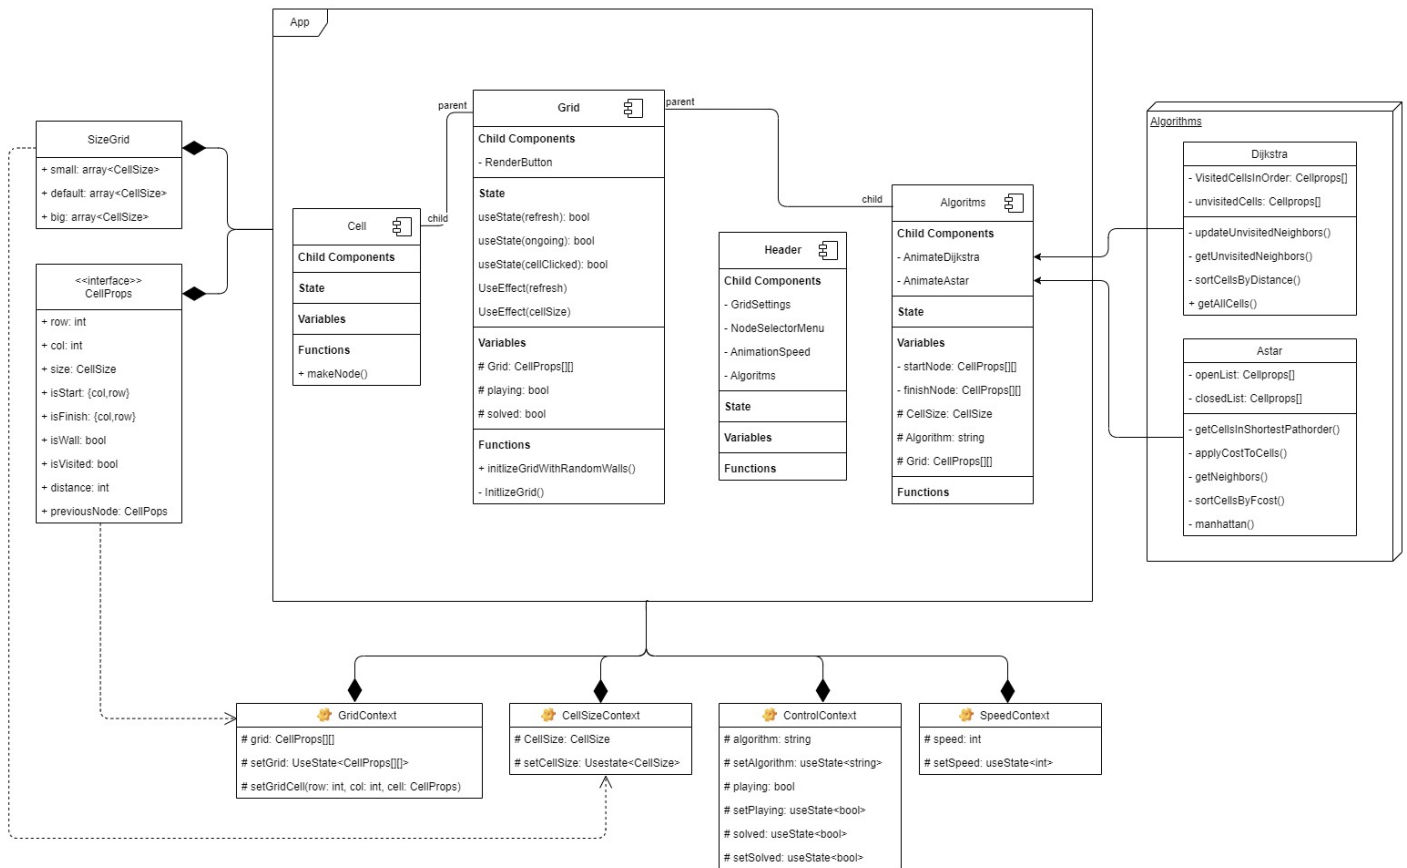 App
SizeGrid
+ small: array<CellSize>
+ default: array<CellSize>
+ big: array<CellSize>
<<interface>>
CellProps
+ row: int
+ col: int
+ size: CellSize
+ isStart: {col,row}
+ isFinish: {col,row}
+ isWall: bool
+ isVisited: bool
+ distance: int
+ previousNode: CellPops
parent
child
Cell
Child Components
State
Variables
Functions
+ makeNode()
Grid
Child Components
- RenderButton
State
useState(refresh): bool
useState(ongoing): bool
useState(cellClicked): bool
UseEffect(refresh)
UseEffect(cellSize)
Variables
# Grid: CellProps[][]
# playing: bool
# solved: bool
Functions
+ initlizeGridWithRandomWalls()
- InitlizeGrid()
parent
child
Header
Child Components
- GridSettings
- NodeSelectorMenu
- AnimationSpeed
- Algoritms
State
Variables
Functions
Algoritms
Child Components
- AnimateDijkstra
- AnimateAstar
State
Variables
- startNode: CellProps[][]
- finishNode: CellProps[][]
# CellSize: CellSize
# Algorithm: string
# Grid: CellProps[][]
Functions
Algorithms
Dijkstra
- VisitedCellsInOrder: Cellprops[]
- unvisitedCells: Cellprops[]
- updateUnvisitedNeighbors()
- getUnvisitedNeighbors()
- sortCellsByDistance()
+ getAllCells()
Astar
- openList: Cellprops[]
- closedList: Cellprops[]
- getCellsInShortestPathorder()
- applyCostToCells()
- getNeighbors()
- sortCellsByFcost()
- manhattan()
GridContext
# grid: CellProps[][]
# setGrid: UseState<CellProps[][]>
# setGridCell(row: int, col: int, cell: CellProps)
CellSizeContext
# CellSize: CellSize
# setCellSize: Usestate<CellSize>
ControlContext
# algorithm: string
# setAlgorithm: useState<string>
# playing: bool
# setPlaying: useState<bool>
# solved: useState<bool>
# setSolved: useState<bool>
SpeedContext
# speed: int
# setSpeed: useState<int>